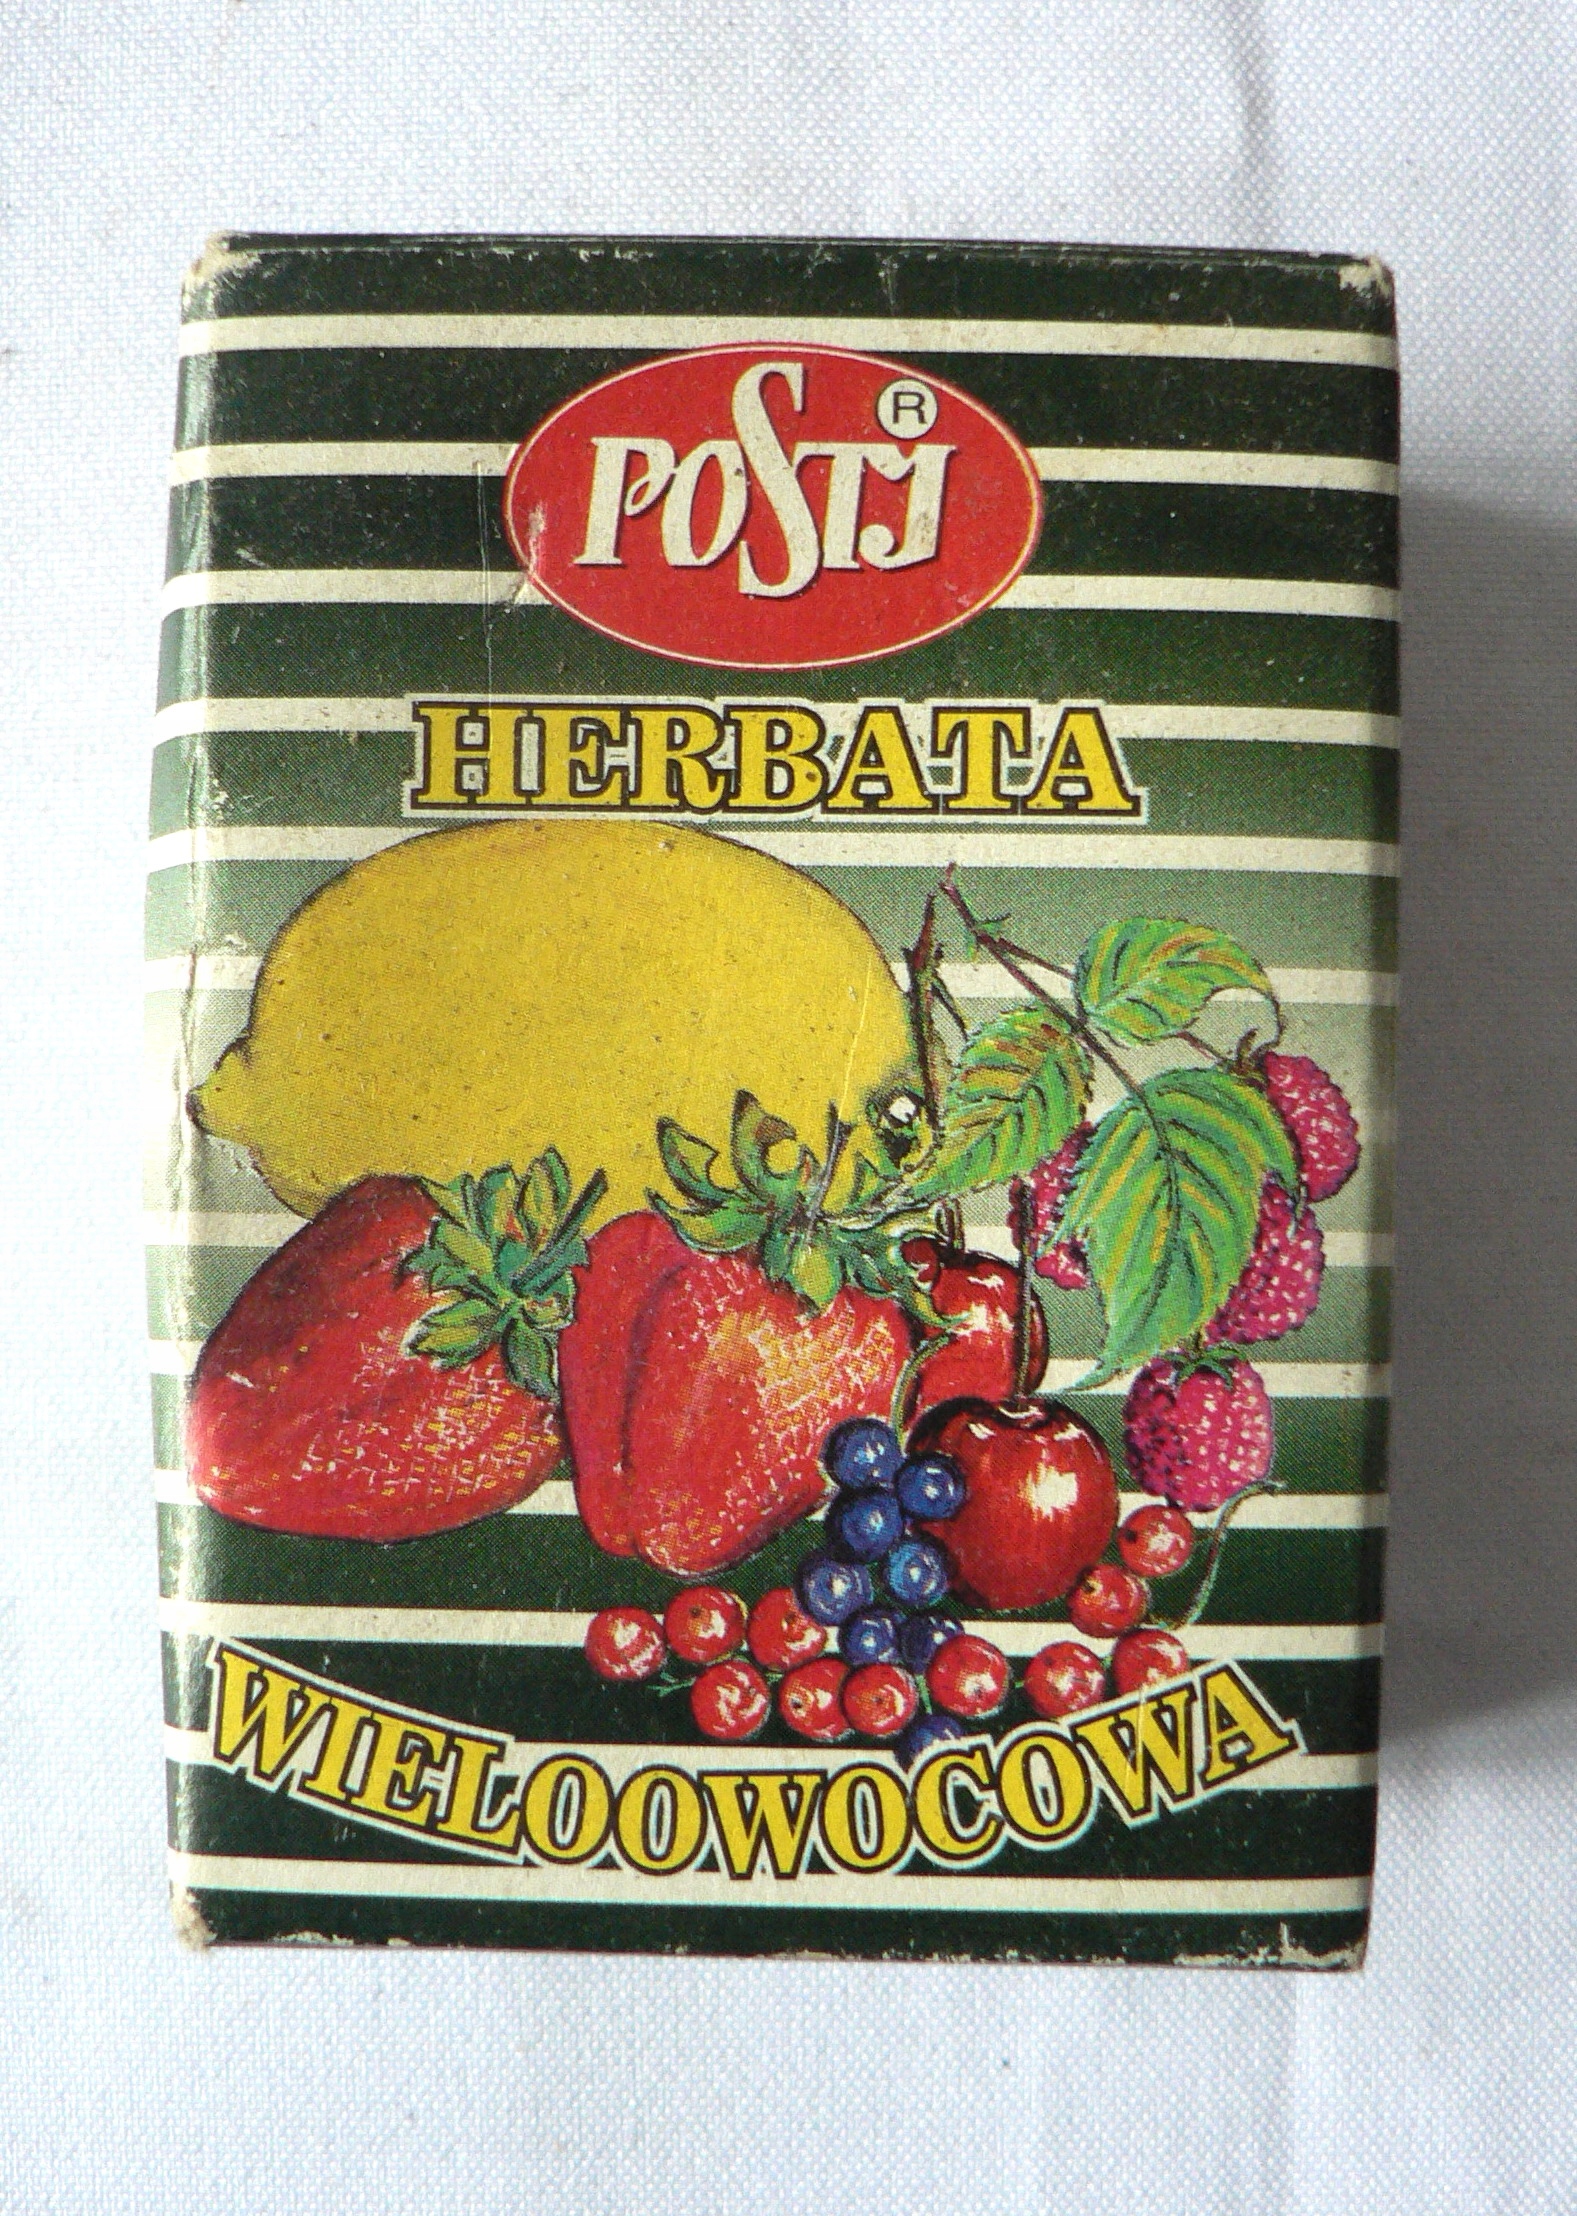 POSTI
®
HERBATA
WIELOOWOCOWA